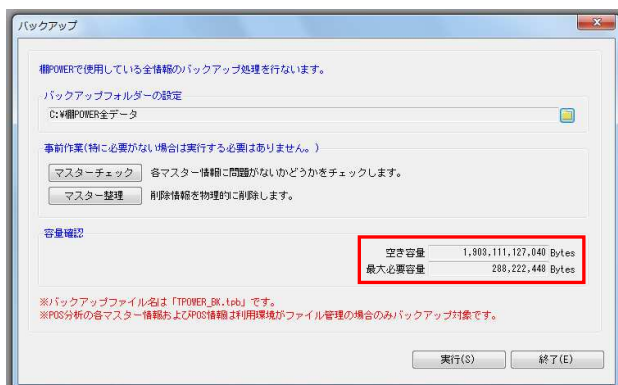 バックアップ
棚POWERで使用している全情報のバックアップ処理を行ないます。
バックアップフォルダーの設定
C:¥棚POWER全データ
事前作業(特に必要がない場合は実行する必要はありません。)
マスターチェック 各マスター情報に問題がないかどうかをチェックします。
マスター整理 削除情報を物理的に削除します。
容量確認
空き容量 1,903,111,127,040 Bytes
最大必要容量 288,222,448 Bytes
※バックアップファイル名は「TPOWER_BK.tpb」です。
※POS分析の各マスター情報およびPOS情報は利用環境がファイル管理の場合のみバックアップ対象です。
実行(S) 終了(E)